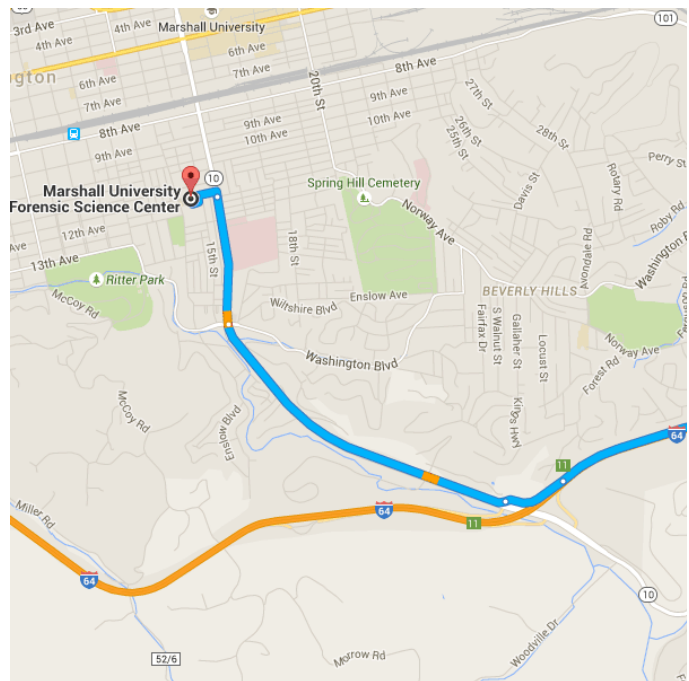 3rd Ave
4th Ave
Marshall University
101
4th Ave
5th Ave
6th Ave
7th Ave
8th Ave
ngton
6th Ave
7th Ave
20th St
9th Ave
10th Ave
27th St
26th St
25th St
28th St
8th Ave
9th Ave
9th Ave
10th Ave
Perry St
Marshall University
Forensic Science Center
10
Spring Hill Cemetery
Davis St
Rotary Rd
Norway Ave
Roby Rd
12th Ave
15th St
18th St
Avondale Rd
Washington B
13th Ave
Ritter Park
Enslow Ave
BEVERLY HILLS
McCoy Rd
Wiltshire Blvd
Ferguson Rd
Fairfax Dr
S Walnut St
Gallaher St
Locust St
Norway Ave
Washington Blvd
Forest Rd
McCoy Rd
Enslow Blvd
Kings Hwy
64
11
Miller Rd
64
11
64
10
52/6
Morrow Rd
Woodville Dr